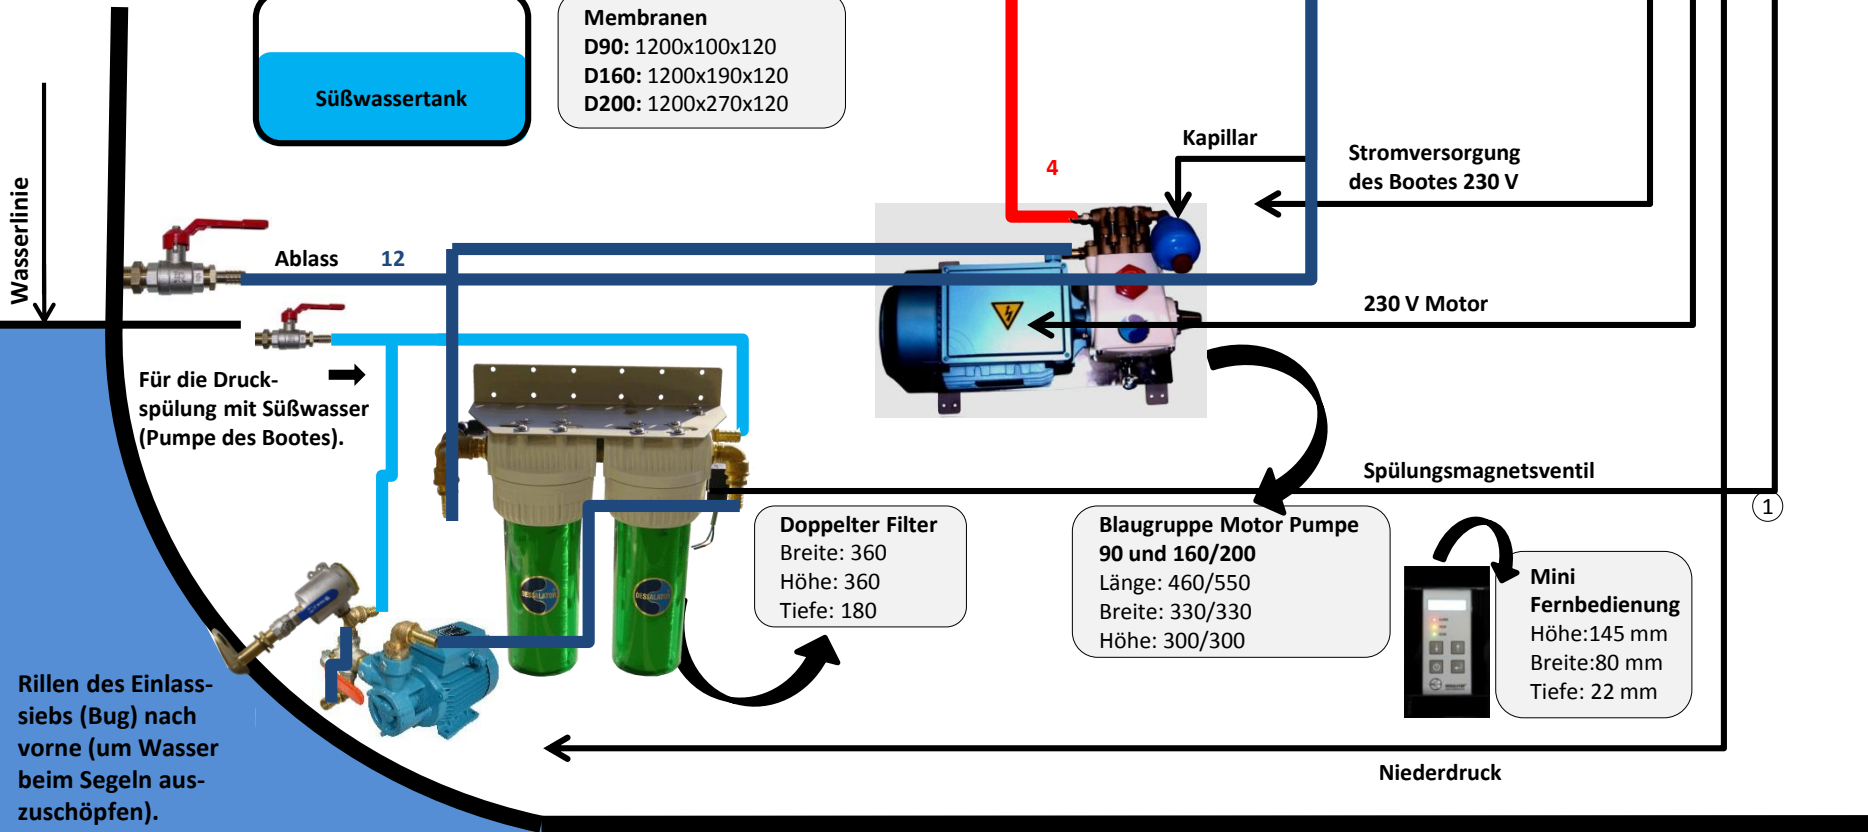 Membranen
D90: 1200x100x120
D160: 1200x190x120
D200: 1200x270x120
Süßwassertank
Wasserlinie
Kapillar
4
Stromversorgung
des Bootes 230 V
Ablass 12
230 V Motor
Für die Druck-
spülung mit Süßwasser
(Pumpe des Bootes).
Spülungsmagnetsventil
1
Doppelter Filter
Breite: 360
Höhe: 360
Tiefe: 180
Blaugruppe Motor Pumpe
90 und 160/200
Länge: 460/550
Breite: 330/330
Höhe: 300/300
Mini
Fernbedienung
Höhe:145 mm
Breite:80 mm
Tiefe: 22 mm
DESSALATOR
DESSALATOR
Rillen des Einlass-
siebs (Bug) nach
vorne (um Wasser
beim Segeln aus-
zuschöpfen).
Niederdruck